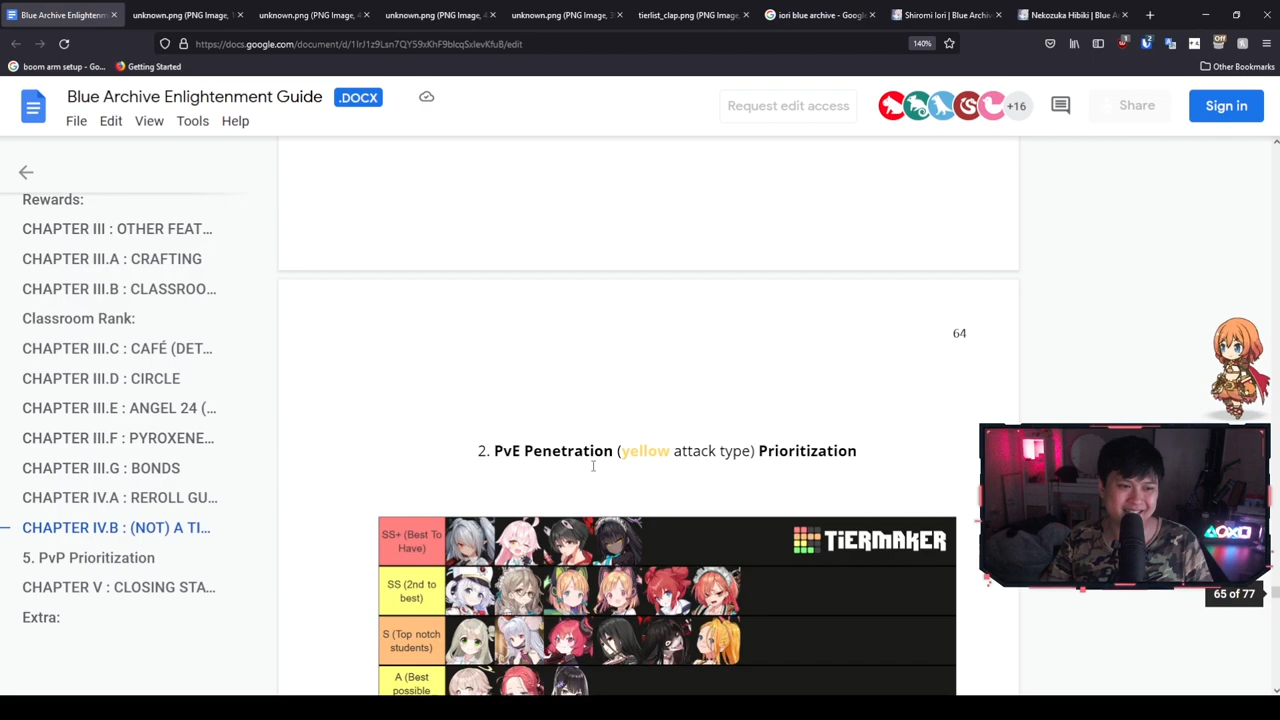 Blue Archive Enlightenm
unknown.png (PNG Image, 1
unknown.png (PNG Image, 4
unknown.png (PNG Image, 4
unknown.png (PNG Image, 3
tierlist_clap.png (PNG Image,
iori blue archive - Google
Shiromi Iori | Blue Archive
Nekozuka Hibiki | Blue A
https://docs.google.com/document/d/
140%
Off
boom arm setup - Go...
Getting Started
Other Bookmarks
Blue Archive Enlightenment Guide
.DOCX
File Edit View Tools Help
Request edit access
+16
Share
Sign in
Rewards:
CHAPTER III : OTHER FEAT...
CHAPTER III.A : CRAFTING
CHAPTER III.B : CLASSROO...
Classroom Rank:
CHAPTER III.C : CAFÉ (DET...
CHAPTER III.D : CIRCLE
CHAPTER III.E : ANGEL 24 (...
CHAPTER III.F : PYROXENE...
CHAPTER III.G : BONDS
CHAPTER IV.A : REROLL GU...
CHAPTER IV.B : (NOT) A TI...
5. PvP Prioritization
CHAPTER V : CLOSING STA...
Extra:
64
2. PvE Penetration (yellow attack type) Prioritization
SS+ (Best To
Have)
TIERMAKER
SS (2nd to
best)
S (Top notch
students)
A (Best
possible
65 of 77